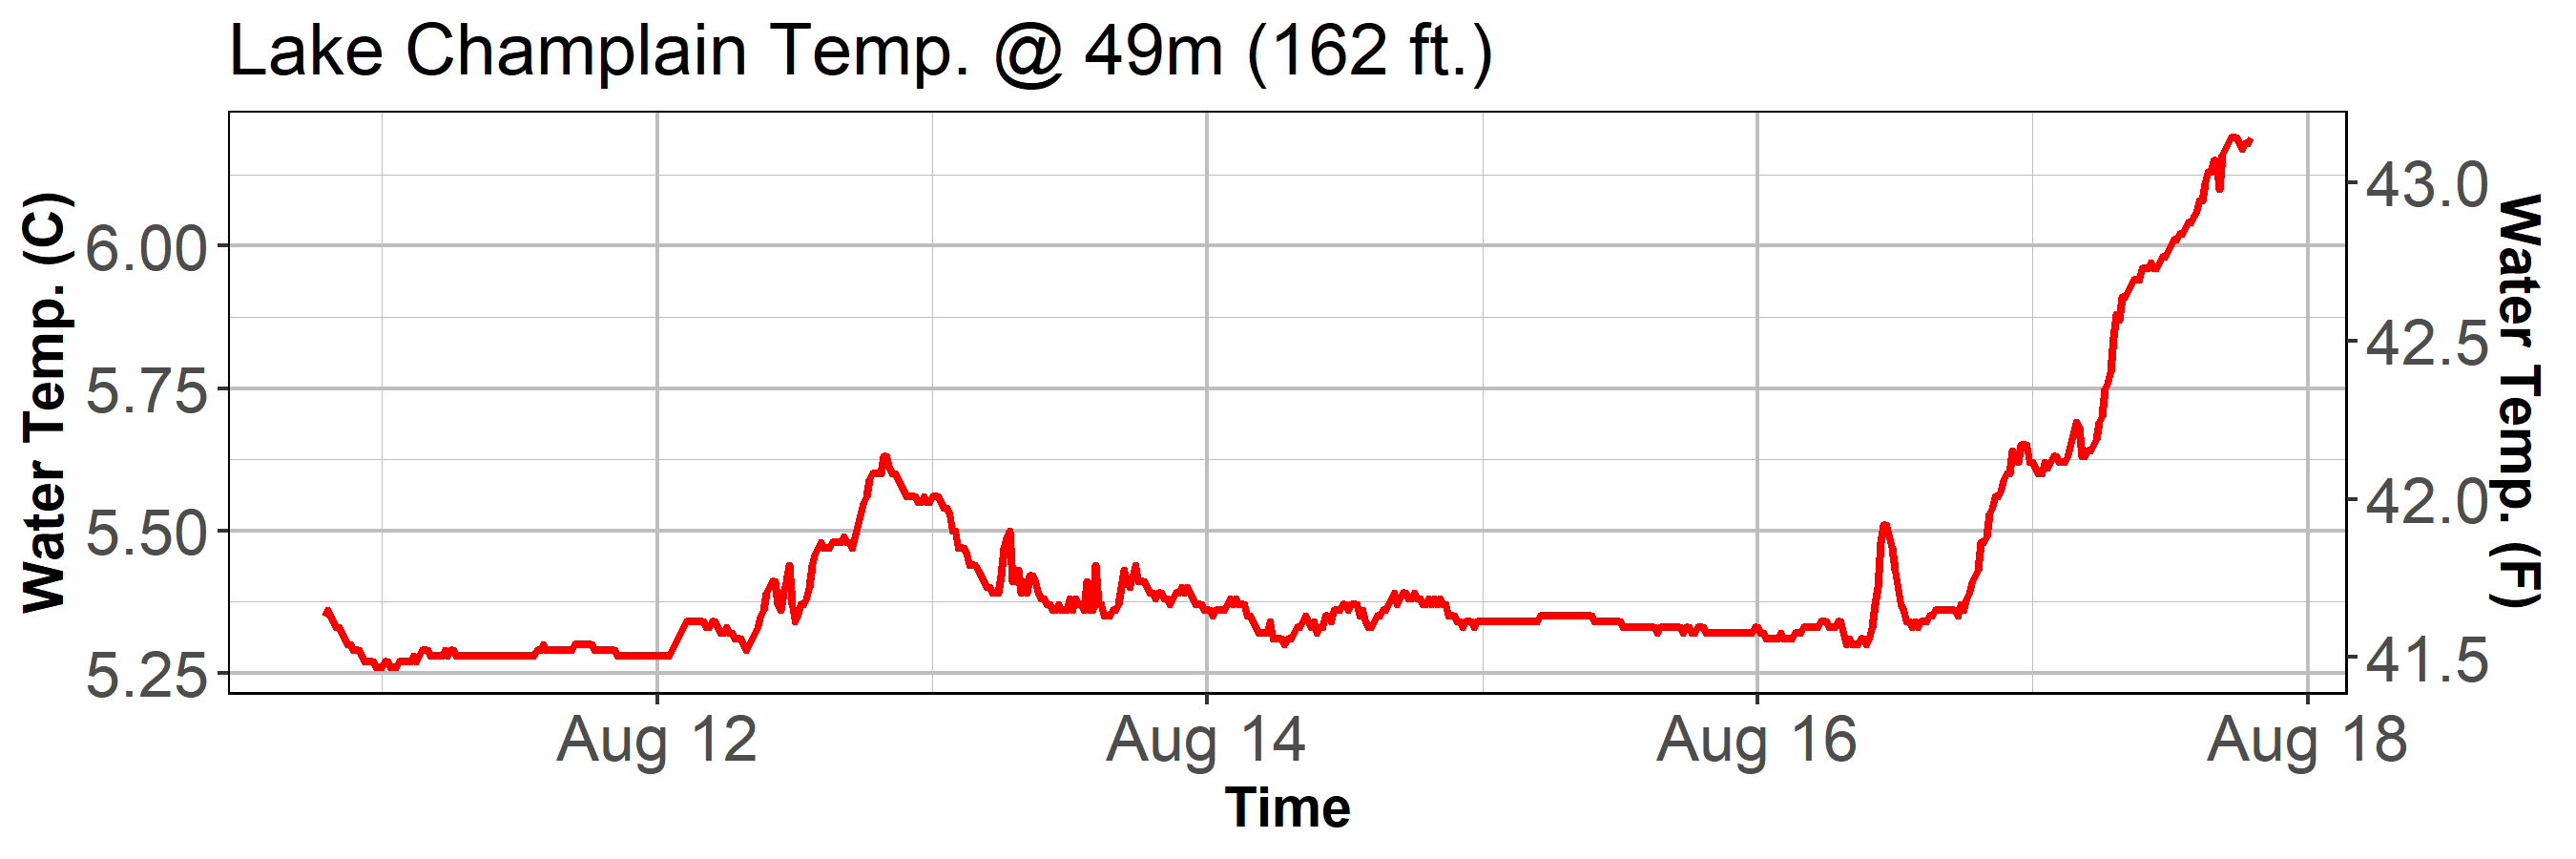 Lake Champlain Temp. @ 49m (162 ft.)
Water Temp. (C)
6.00
5.75
5.50
5.25
43.0
42.5
42.0
41.5
Water Temp. (F)
Aug 12 Aug 14 Aug 16 Aug 18
Time